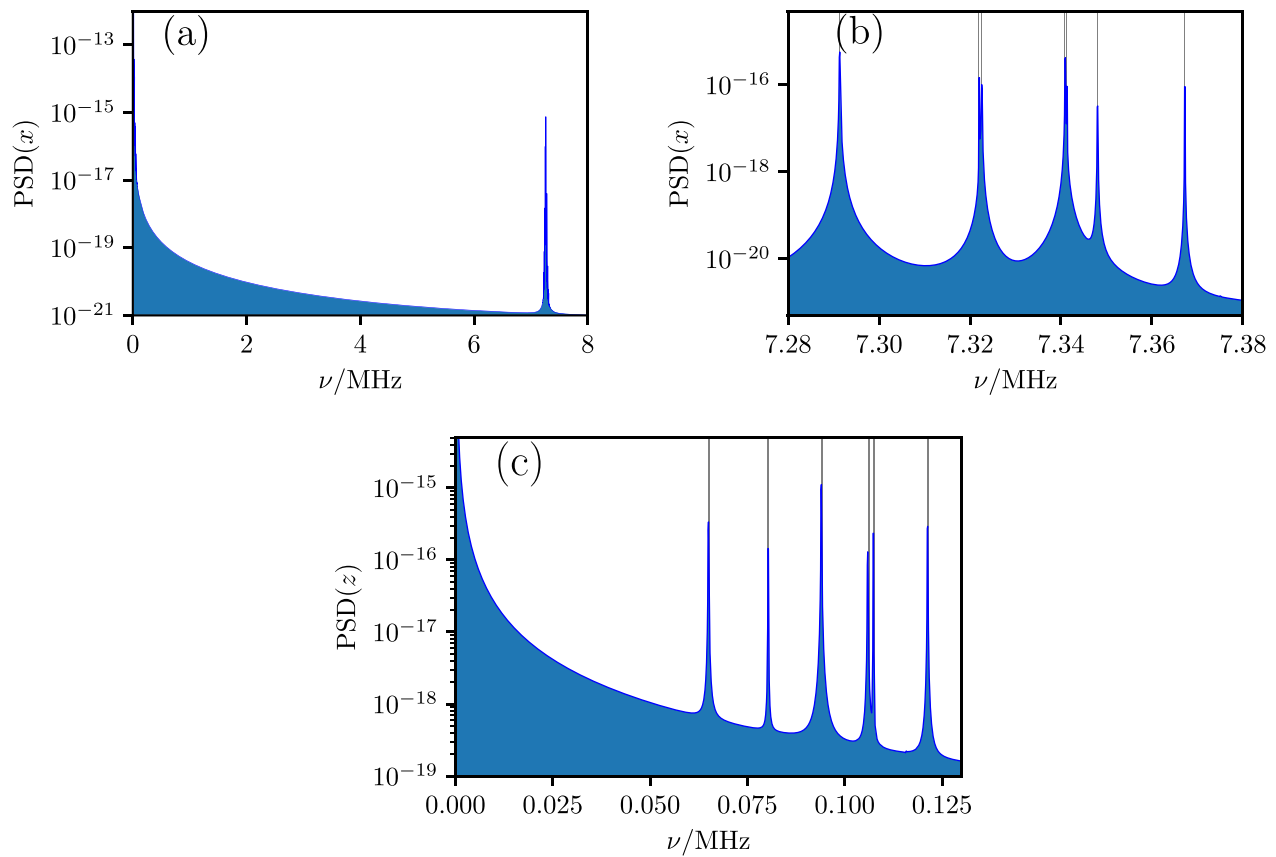 (a)
PSD(x)
10⁻¹³
10⁻¹⁵
10⁻¹⁷
10⁻¹⁹
10⁻²¹
0 2 4 6 8
ν/MHz
(b)
PSD(x)
10⁻¹⁶
10⁻¹⁸
10⁻²⁰
7.28 7.30 7.32 7.34 7.36 7.38
ν/MHz
(c)
PSD(z)
10⁻¹⁵
10⁻¹⁶
10⁻¹⁷
10⁻¹⁸
10⁻¹⁹
0.000 0.025 0.050 0.075 0.100 0.125
ν/MHz